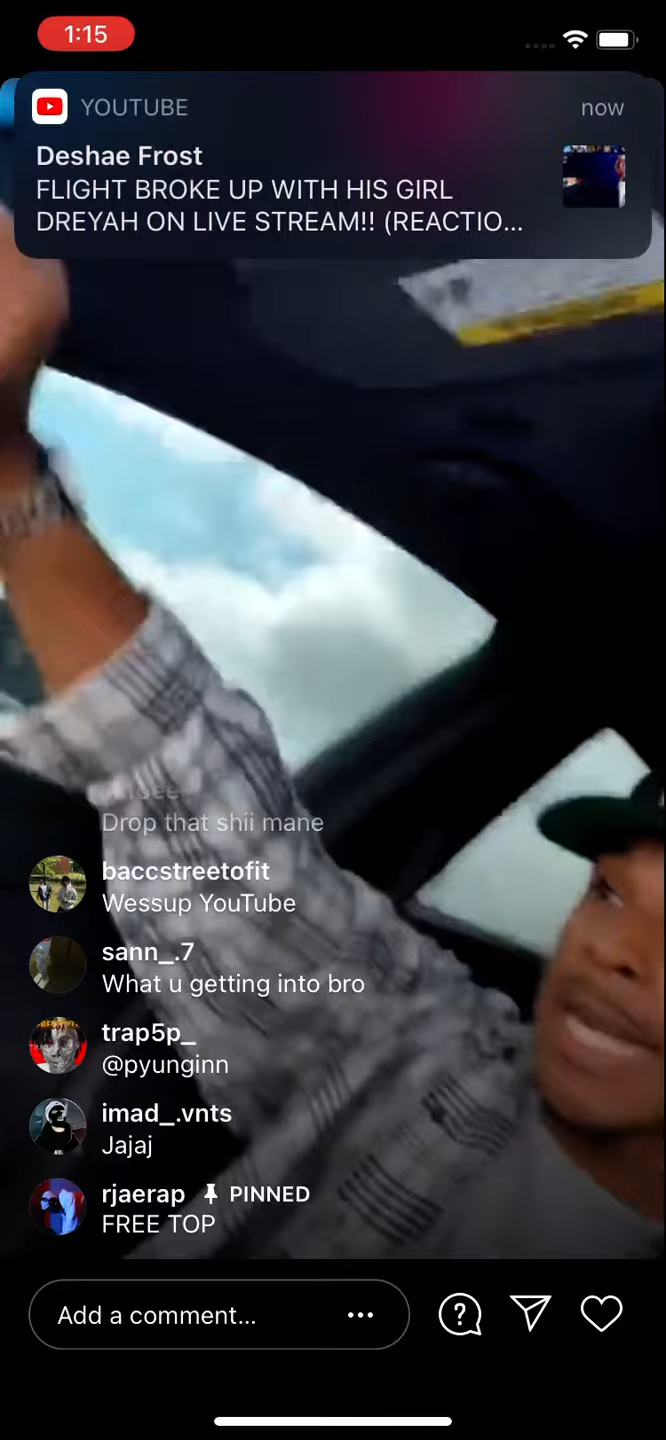 1:15
YOUTUBE now
Deshae Frost
FLIGHT BROKE UP WITH HIS GIRL
DREYAH ON LIVE STREAM!! (REACTIO...
Drop that shii mane
baccstreetofit
Wessup YouTube
sann_.7
What u getting into bro
trap5p_
@pyunginn
imad_.vnts
Jajaj
rjaerap PINNED
FREE TOP
Add a comment...